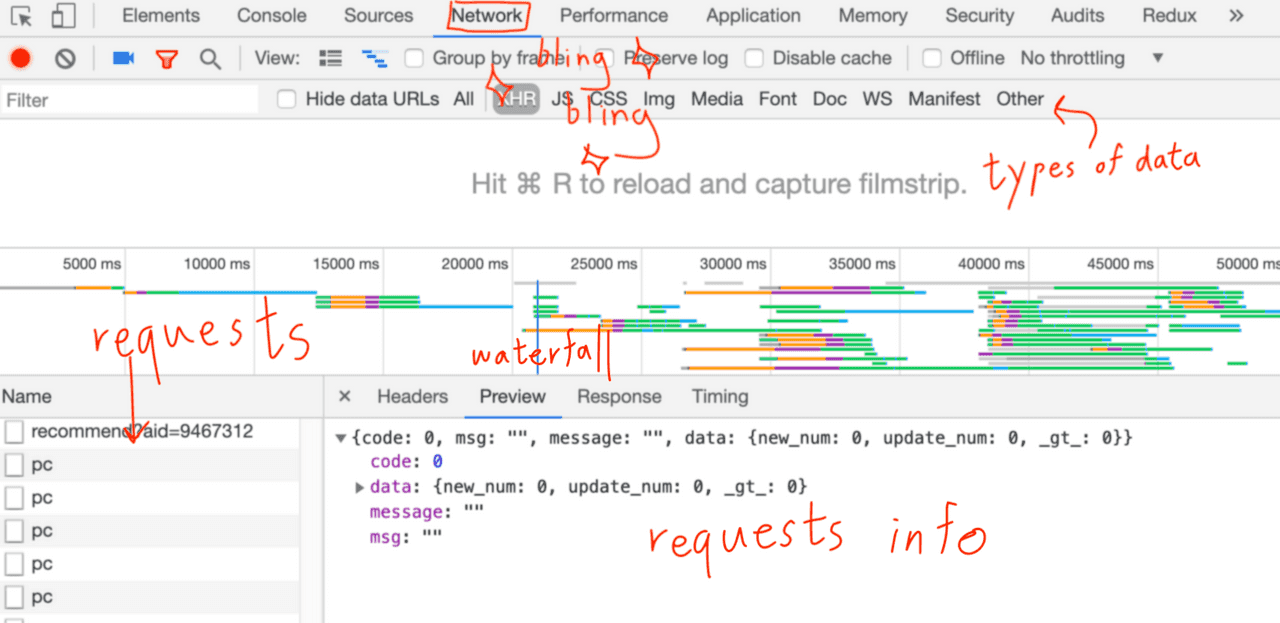 Elements Console Sources Network Performance Application Memory Security Audits Redux »
View: Group by frame bling Preserve log Disable cache Offline No throttling ▼
Filter Hide data URLs All XHR JS CSS Img Media Font Doc WS Manifest Other
bling
types of data
Hit ⌘ R to reload and capture filmstrip.
5000 ms 10000 ms 15000 ms 20000 ms 25000 ms 30000 ms 35000 ms 40000 ms 45000 ms 50000 ms
requests
waterfall
Name × Headers Preview Response Timing
recommend?aid=9467312
▼{code: 0, msg: "", message: "", data: {new_num: 0, update_num: 0, _gt_: 0}}
pc
code: 0
pc
▶data: {new_num: 0, update_num: 0, _gt_: 0}
message: ""
pc
msg: ""
requests info
pc
pc